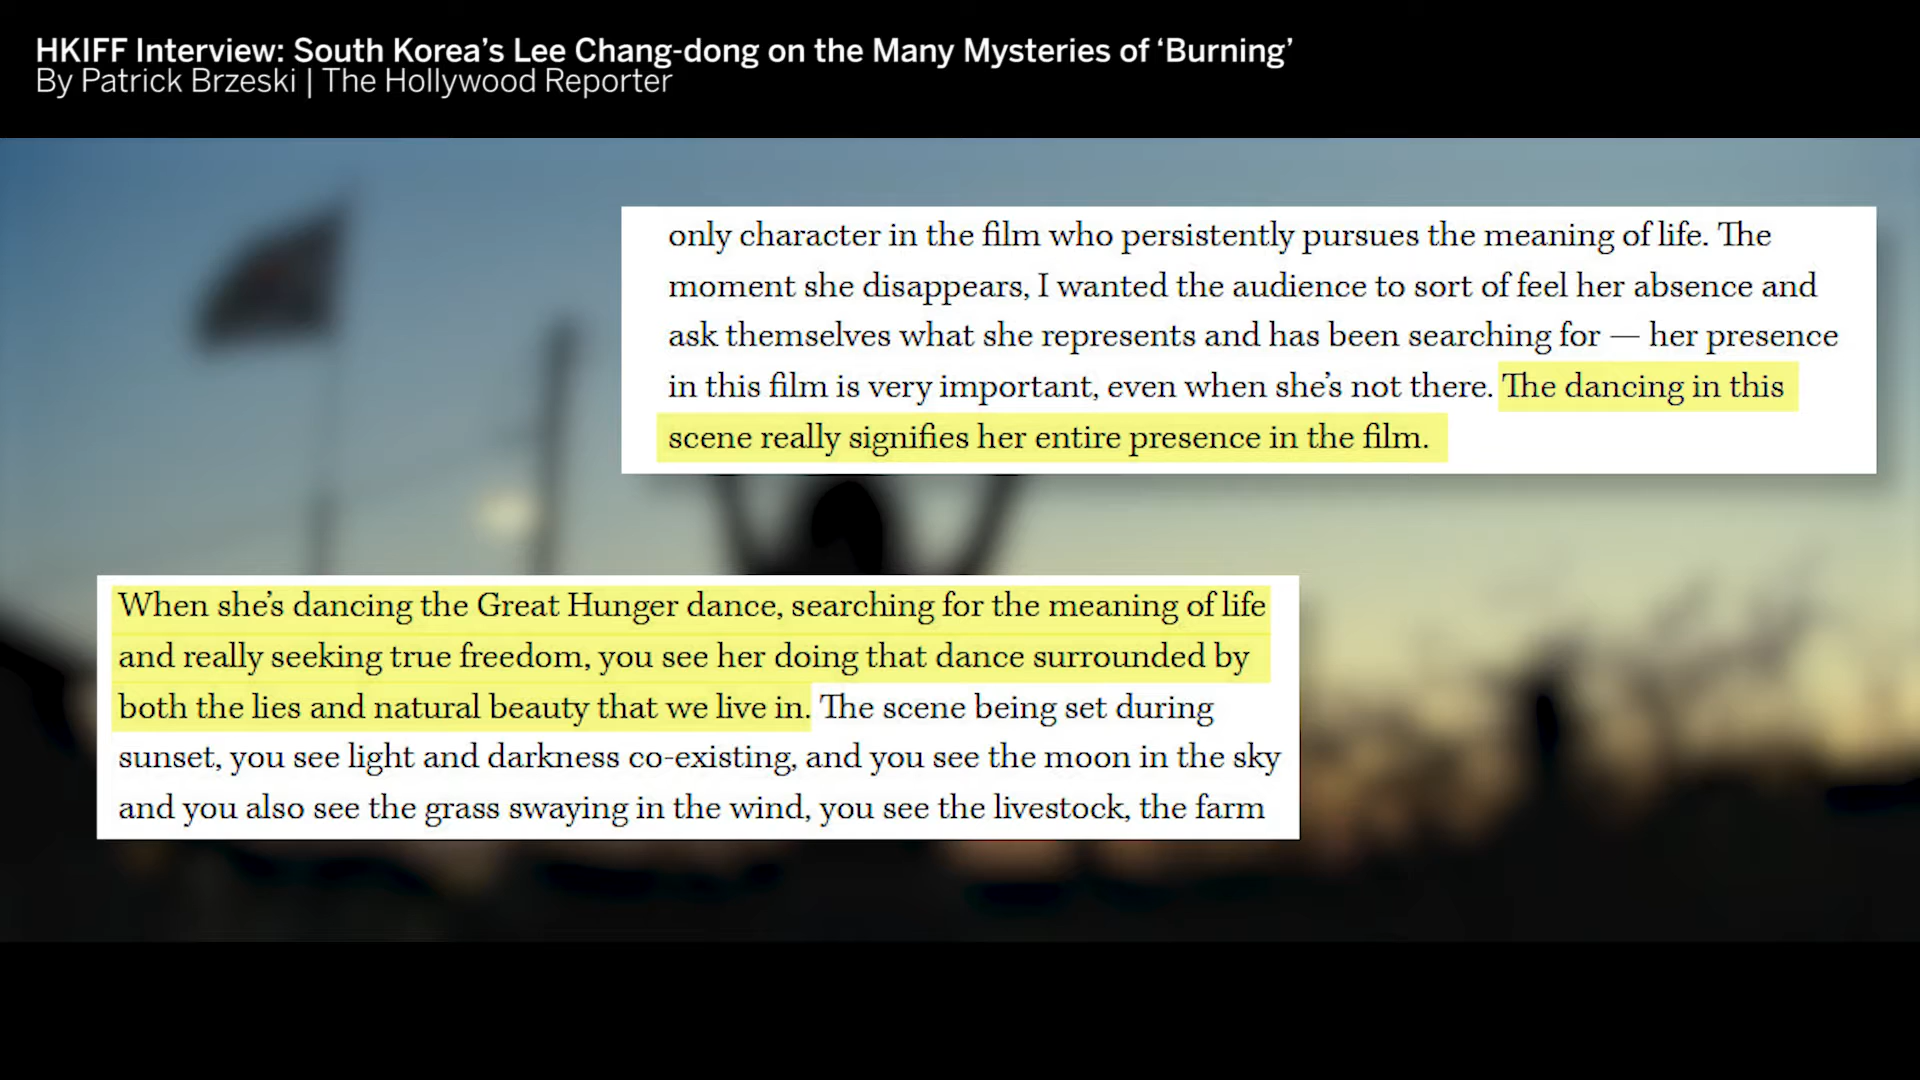 HKIFF Interview: South Korea’s Lee Chang-dong on the Many Mysteries of ‘Burning’
By Patrick Brzeski | The Hollywood Reporter
only character in the film who persistently pursues the meaning of life. The
moment she disappears, I wanted the audience to sort of feel her absence and
ask themselves what she represents and has been searching for — her presence
in this film is very important, even when she’s not there. The dancing in this
scene really signifies her entire presence in the film.
When she’s dancing the Great Hunger dance, searching for the meaning of life
and really seeking true freedom, you see her doing that dance surrounded by
both the lies and natural beauty that we live in. The scene being set during
sunset, you see light and darkness co-existing, and you see the moon in the sky
and you also see the grass swaying in the wind, you see the livestock, the farm